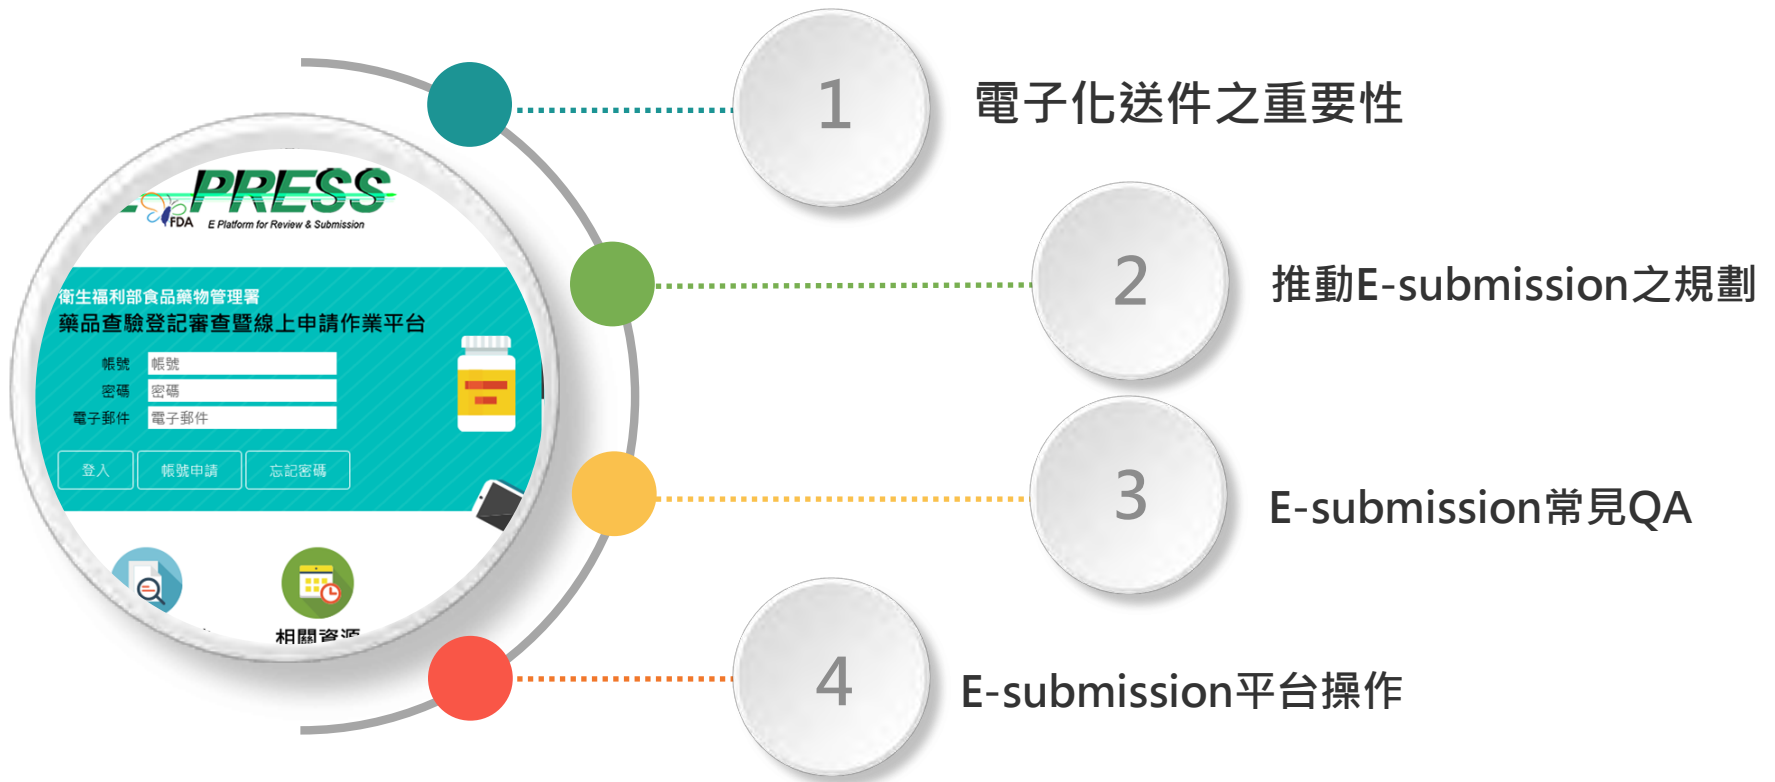 PRESS
FDA
E Platform for Review & Submission
衛生福利部食品藥物管理署
藥品查驗登記審查暨線上申請作業平台
帳號 帳號
密碼 密碼
電子郵件 電子郵件
登入 帳號申請 忘記密碼
相關資源
1 電子化送件之重要性
2 推動E-submission之規劃
3 E-submission常見QA
4 E-submission平台操作